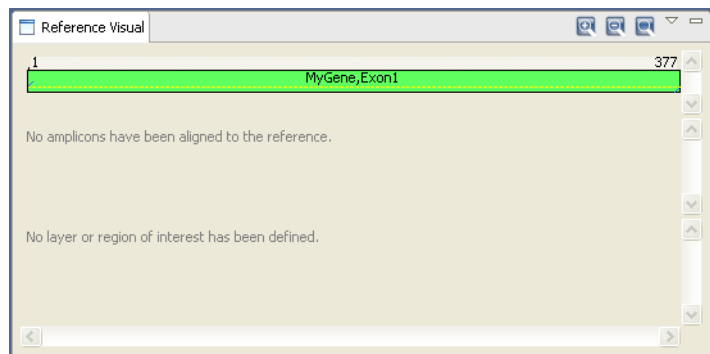 Reference Visual
,1 377
MyGene,Exon1
No amplicons have been aligned to the reference.
No layer or region of interest has been defined.